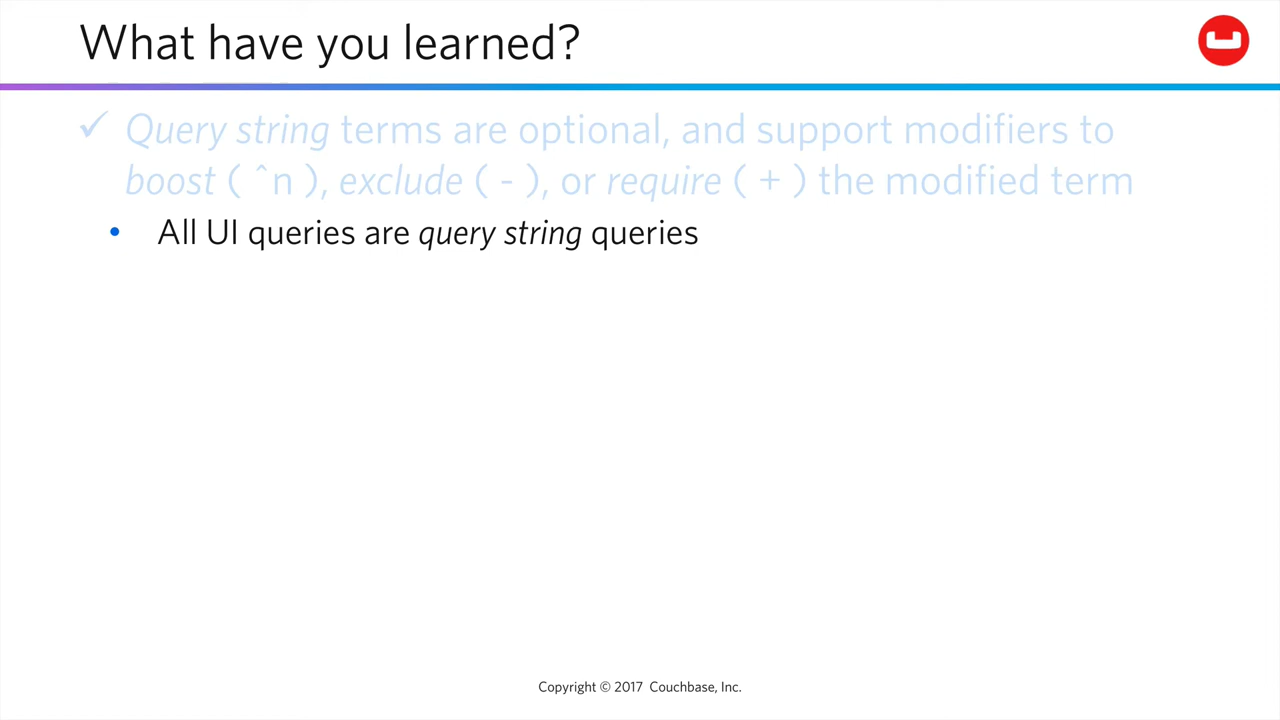 What have you learned?
✓ Query string terms are optional, and support modifiers to
boost ( ^n ), exclude ( - ), or require ( + ) the modified term
• All UI queries are query string queries
Copyright © 2017 Couchbase, Inc.